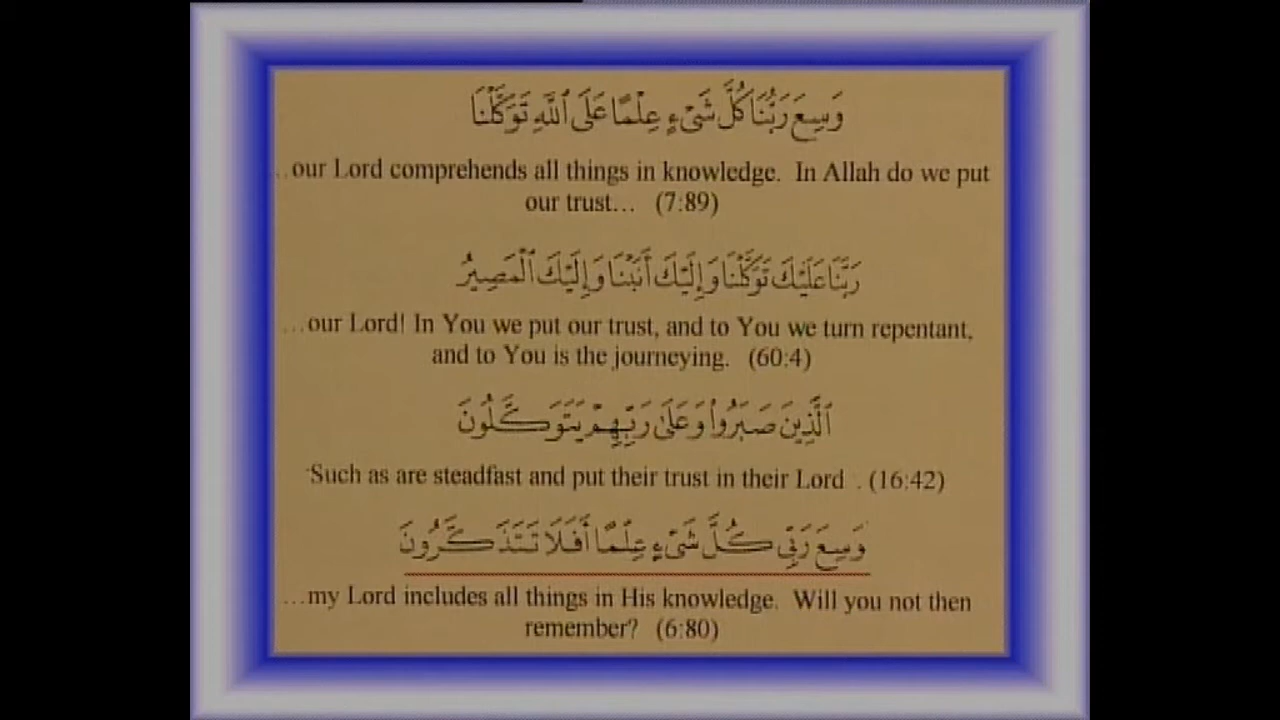 وَسِعَ رَبُّنَا كُلَّ شَىْءٍ عِلْمًا عَلَى ٱللَّهِ تَوَكَّلْنَا
...our Lord comprehends all things in knowledge. In Allah do we put
our trust... (7:89)
رَبَّنَا عَلَيْكَ تَوَكَّلْنَا وَإِلَيْكَ أَنَبْنَا وَإِلَيْكَ ٱلْمَصِيرُ
...our Lord! In You we put our trust, and to You we turn repentant,
and to You is the journeying. (60:4)
ٱلَّذِينَ صَبَرُوا۟ وَعَلَىٰ رَبِّهِمْ يَتَوَكَّلُونَ
Such as are steadfast and put their trust in their Lord . (16:42)
وَسِعَ رَبِّى كُلَّ شَىْءٍ عِلْمًا أَفَلَا تَتَذَكَّرُونَ
...my Lord includes all things in His knowledge. Will you not then
remember? (6:80)